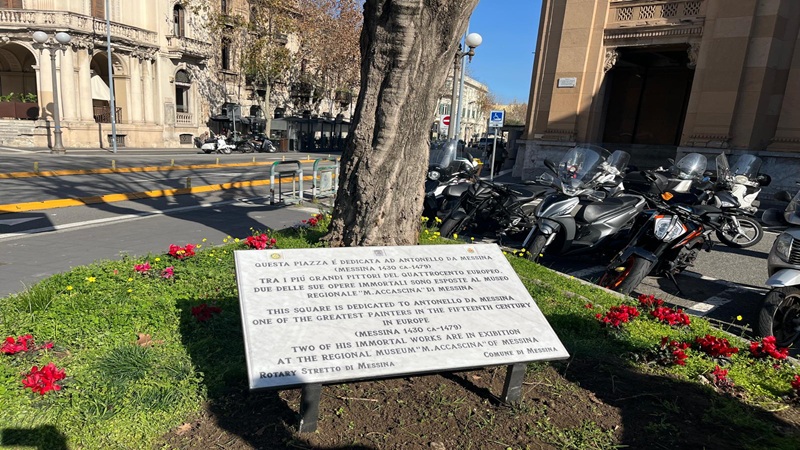 QUESTA PIAZZA È DEDICATA AD ANTONELLO DA MESSINA
(MESSINA 1430 CA-1479)
TRA I PIÙ GRANDI PITTORI DEL QUATTROCENTO EUROPEO.
DUE DELLE SUE OPERE IMMORTALI SONO ESPOSTE AL MUSEO
REGIONALE "M. ACCASCINA" DI MESSINA
THIS SQUARE IS DEDICATED TO ANTONELLO DA MESSINA
ONE OF THE GREATEST PAINTERS IN THE FIFTEENTH CENTURY
IN EUROPE
(MESSINA 1430 CA-1479)
TWO OF HIS IMMORTAL WORKS ARE IN EXIBITION
AT THE REGIONAL MUSEUM "M. ACCASCINA" OF MESSINA
ROTARY STRETTO DI MESSINA COMUNE DI MESSINA